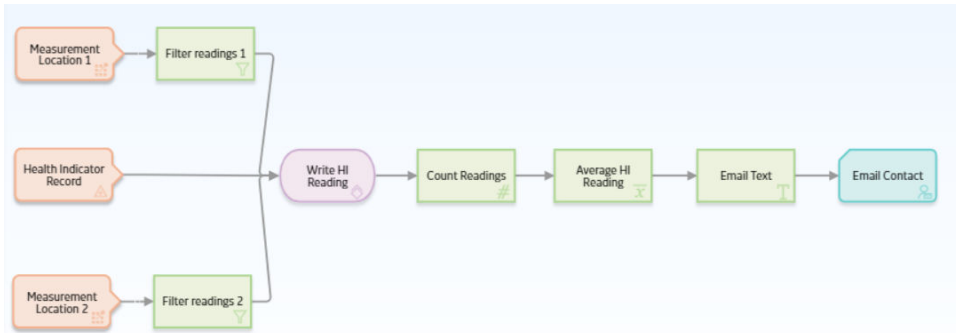 Measurement
Location 1
Filter readings 1
Health Indicator
Record
Write HI
Reading
Count Readings
#
Average HI
Reading
x
Email Text
T
Email Contact
Measurement
Location 2
Filter readings 2